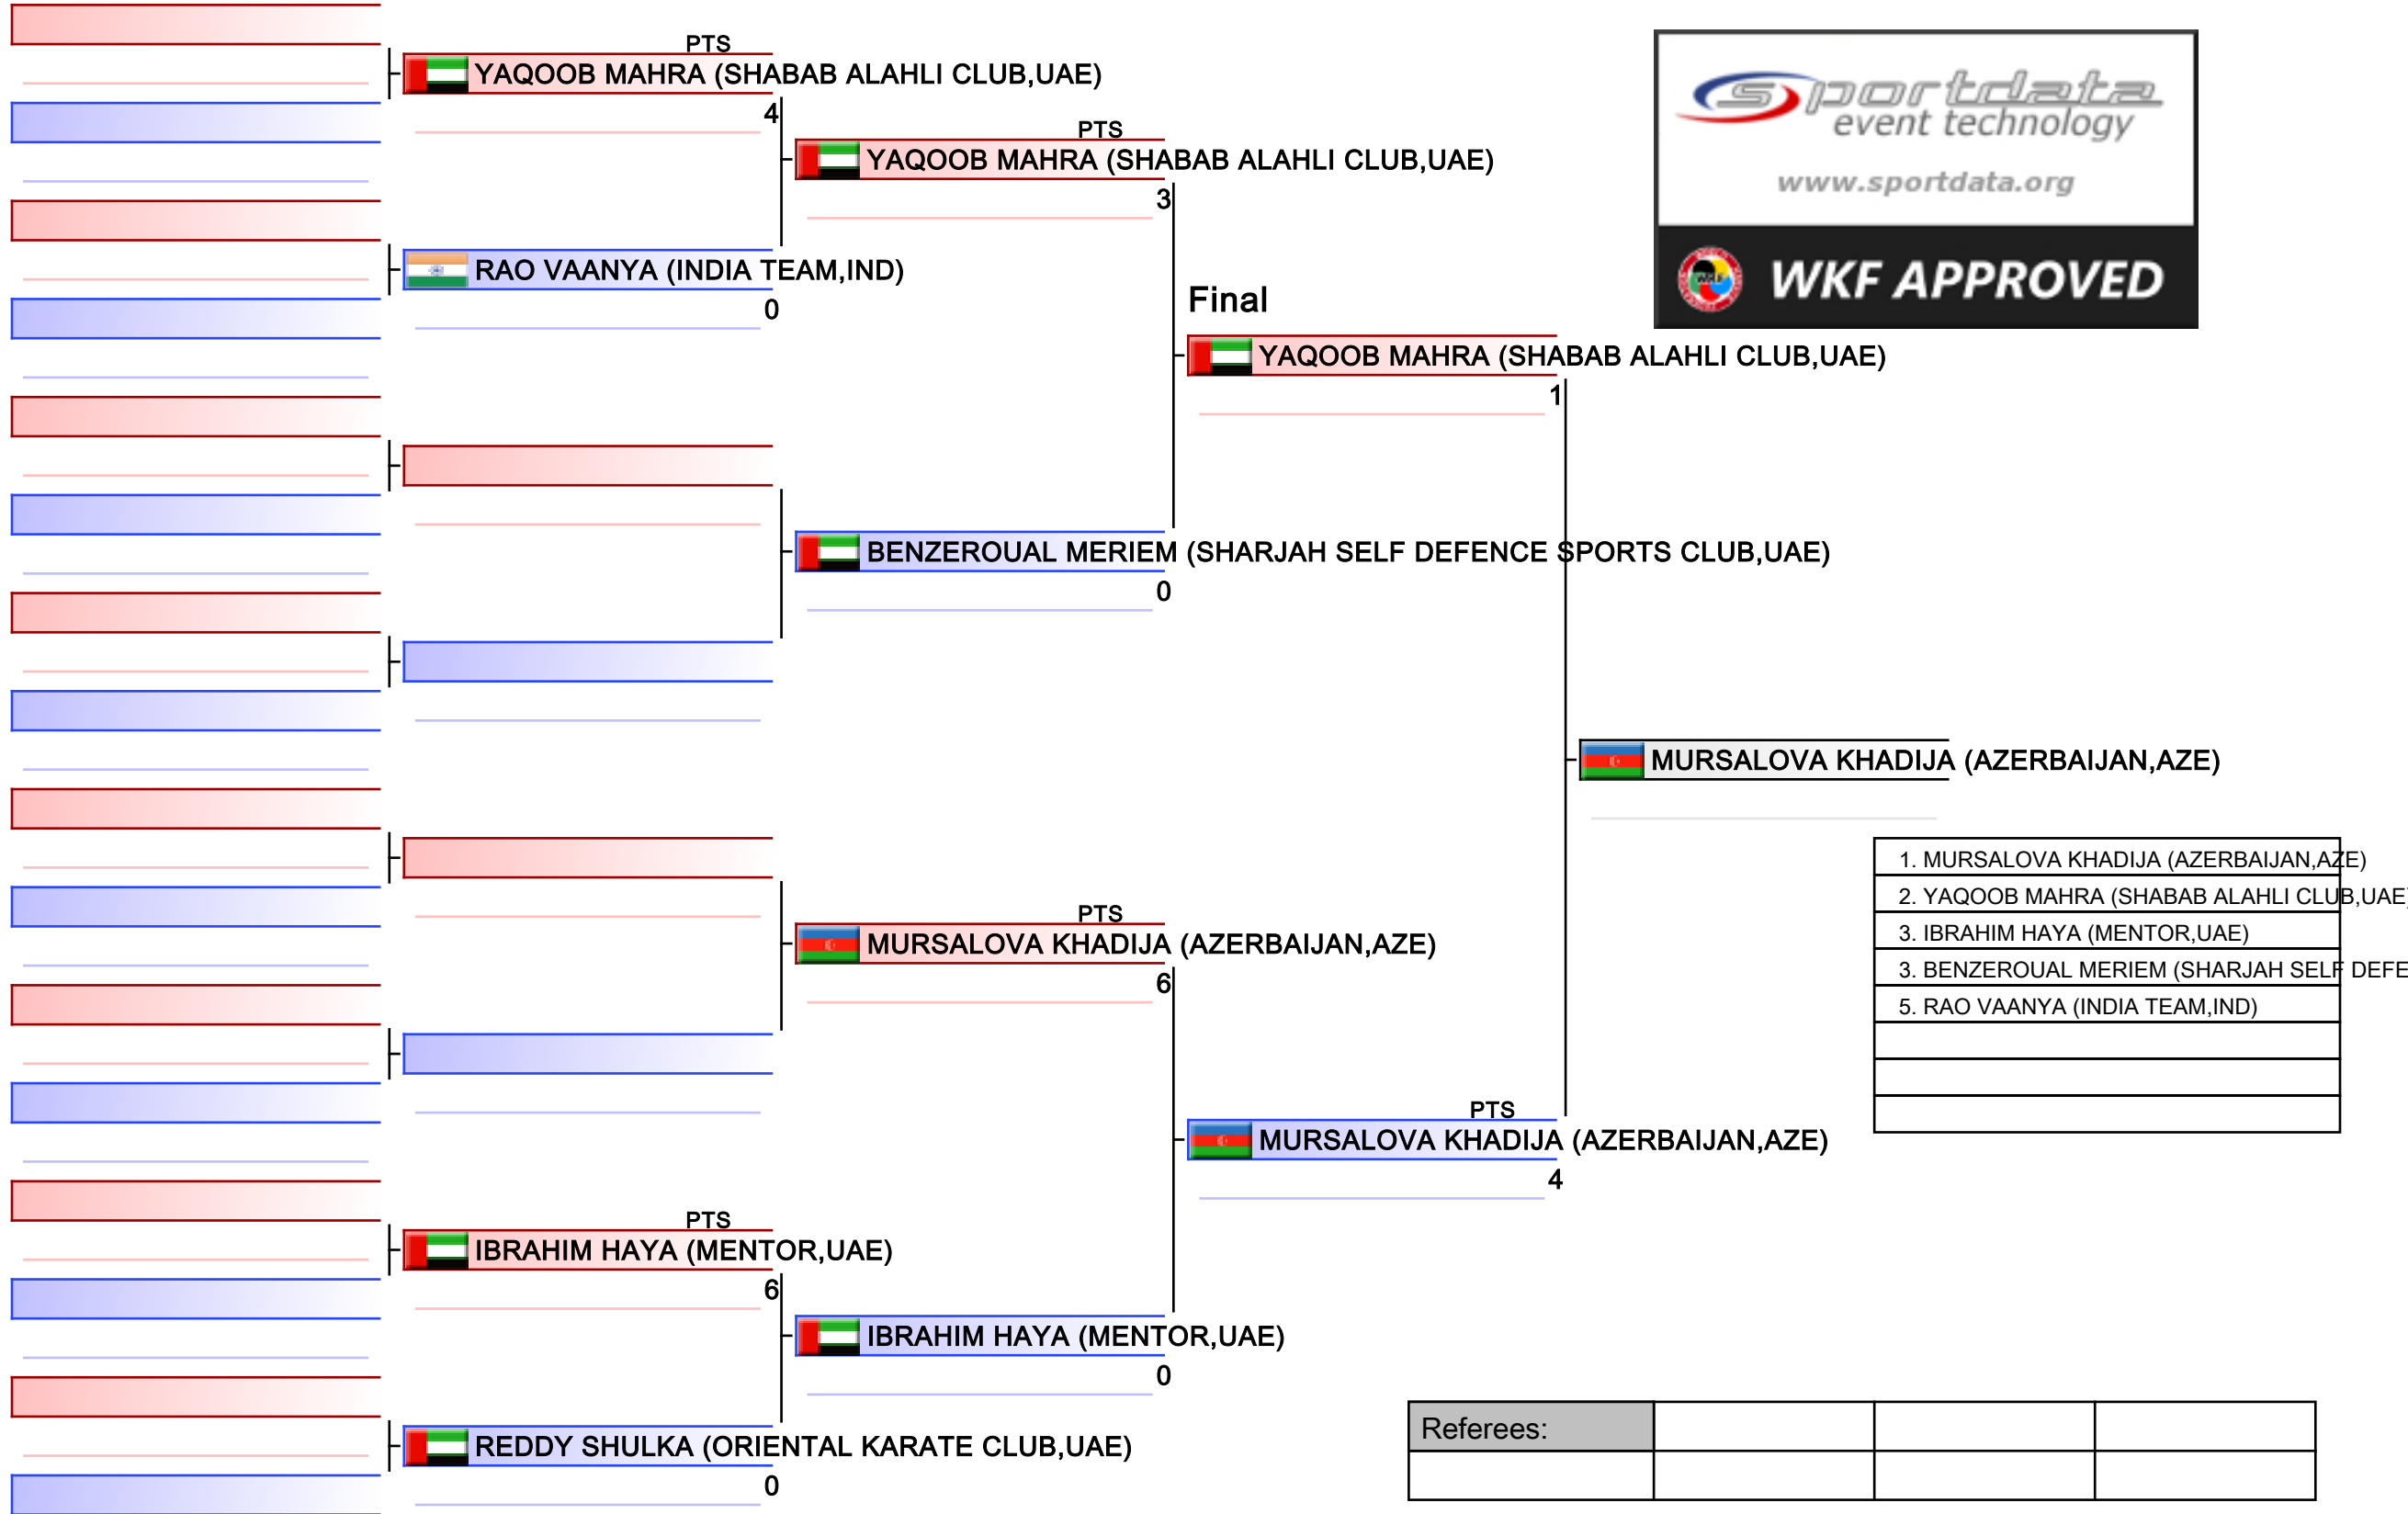 PTS
YAQOOB MAHRA (SHABAB ALAHLI CLUB,UAE)
4
RAO VAANYA (INDIA TEAM,IND)
0
PTS
YAQOOB MAHRA (SHABAB ALAHLI CLUB,UAE)
3
BENZEROUAL MERIEM (SHARJAH SELF DEFENCE SPORTS CLUB,UAE)
0
PTS
MURSALOVA KHADIJA (AZERBAIJAN,AZE)
6
PTS
IBRAHIM HAYA (MENTOR,UAE)
6
REDDY SHULKA (ORIENTAL KARATE CLUB,UAE)
0
IBRAHIM HAYA (MENTOR,UAE)
0
Final
YAQOOB MAHRA (SHABAB ALAHLI CLUB,UAE)
1
PTS
MURSALOVA KHADIJA (AZERBAIJAN,AZE)
4
MURSALOVA KHADIJA (AZERBAIJAN,AZE)
sportdata
event technology
www.sportdata.org
WKF
WKF APPROVED
1. MURSALOVA KHADIJA (AZERBAIJAN,AZE)
2. YAQOOB MAHRA (SHABAB ALAHLI CLUB,UAE)
3. IBRAHIM HAYA (MENTOR,UAE)
3. BENZEROUAL MERIEM (SHARJAH SELF DEFE
5. RAO VAANYA (INDIA TEAM,IND)
Referees: